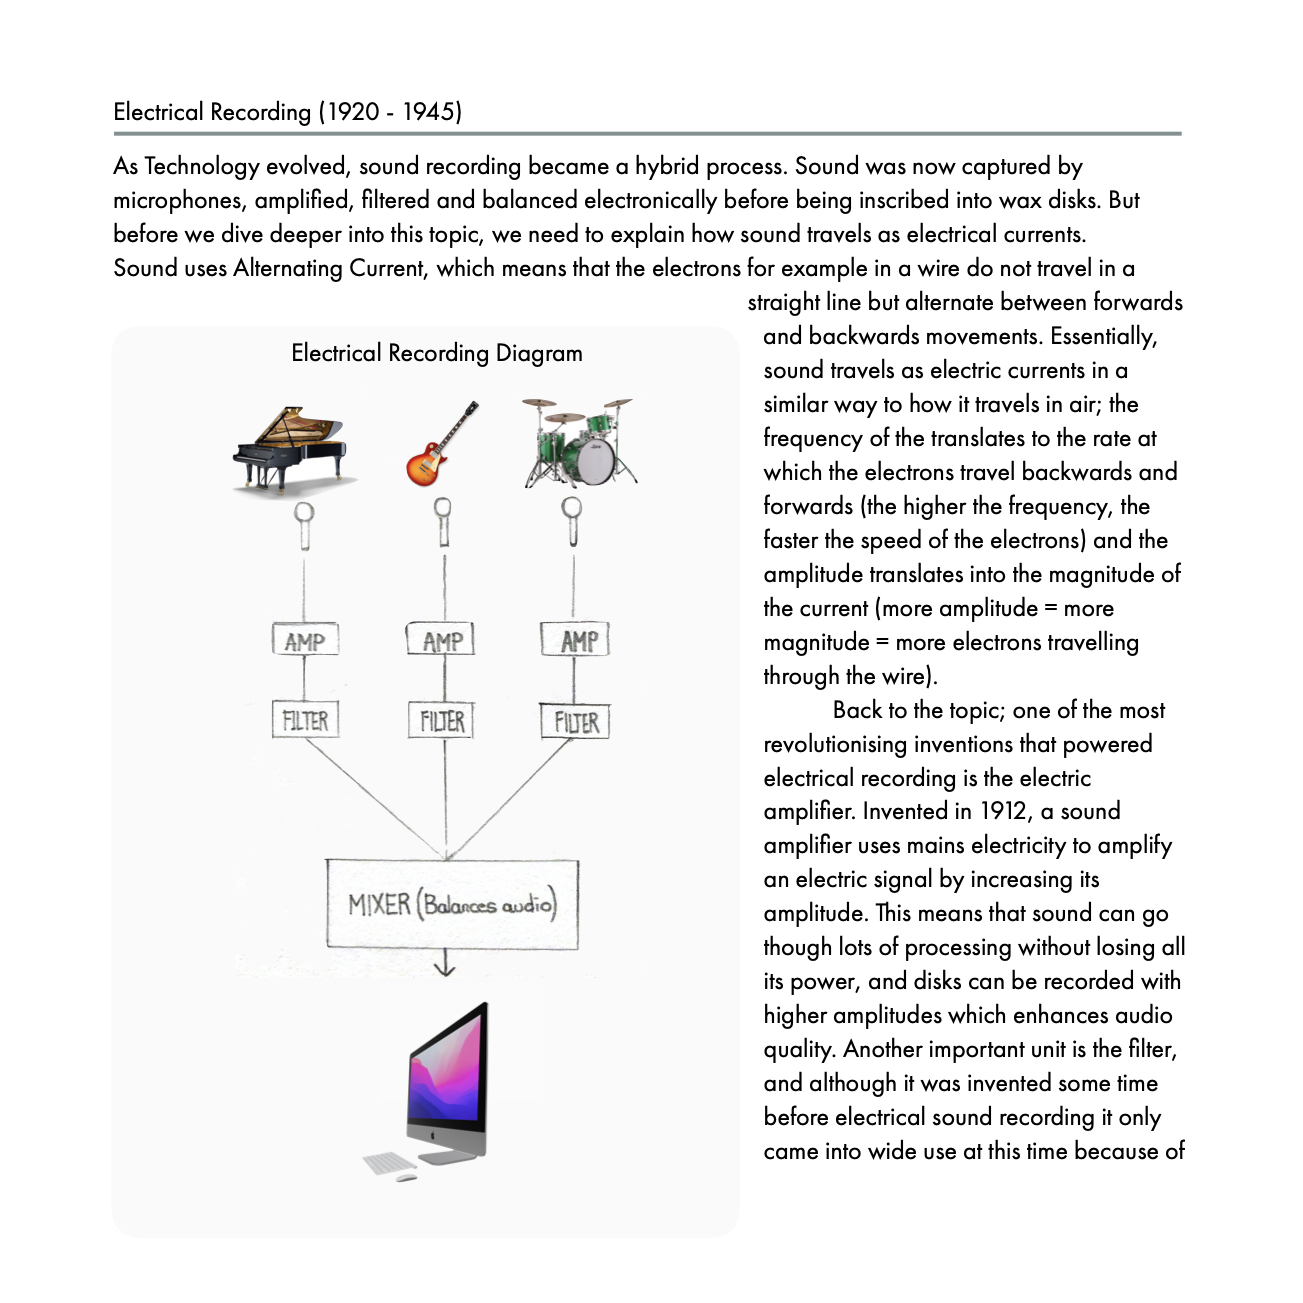 Electrical Recording (1920 - 1945)
As Technology evolved, sound recording became a hybrid process. Sound was now captured by
microphones, amplified, filtered and balanced electronically before being inscribed into wax disks. But
before we dive deeper into this topic, we need to explain how sound travels as electrical currents.
Sound uses Alternating Current, which means that the electrons for example in a wire do not travel in a
straight line but alternate between forwards
and backwards movements. Essentially,
sound travels as electric currents in a
similar way to how it travels in air; the
frequency of the translates to the rate at
which the electrons travel backwards and
forwards (the higher the frequency, the
faster the speed of the electrons) and the
amplitude translates into the magnitude of
the current (more amplitude = more
magnitude = more electrons travelling
through the wire).
Back to the topic; one of the most
revolutionising inventions that powered
electrical recording is the electric
amplifier. Invented in 1912, a sound
amplifier uses mains electricity to amplify
an electric signal by increasing its
amplitude. This means that sound can go
though lots of processing without losing all
its power, and disks can be recorded with
higher amplitudes which enhances audio
quality. Another important unit is the filter,
and although it was invented some time
before electrical sound recording it only
came into wide use at this time because of
Electrical Recording Diagram
AMP AMP AMP
FILTER FILTER FILTER
MIXER (Balances audio)